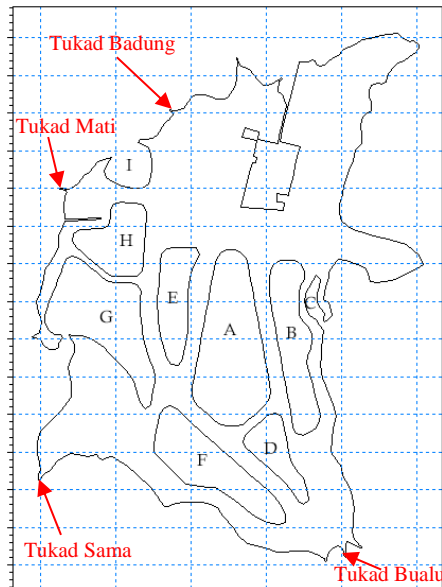 Tukad Badung
Tukad Mati
I
H
E
C
G
A
B
D
F
Tukad Sama
Tukad Bualu